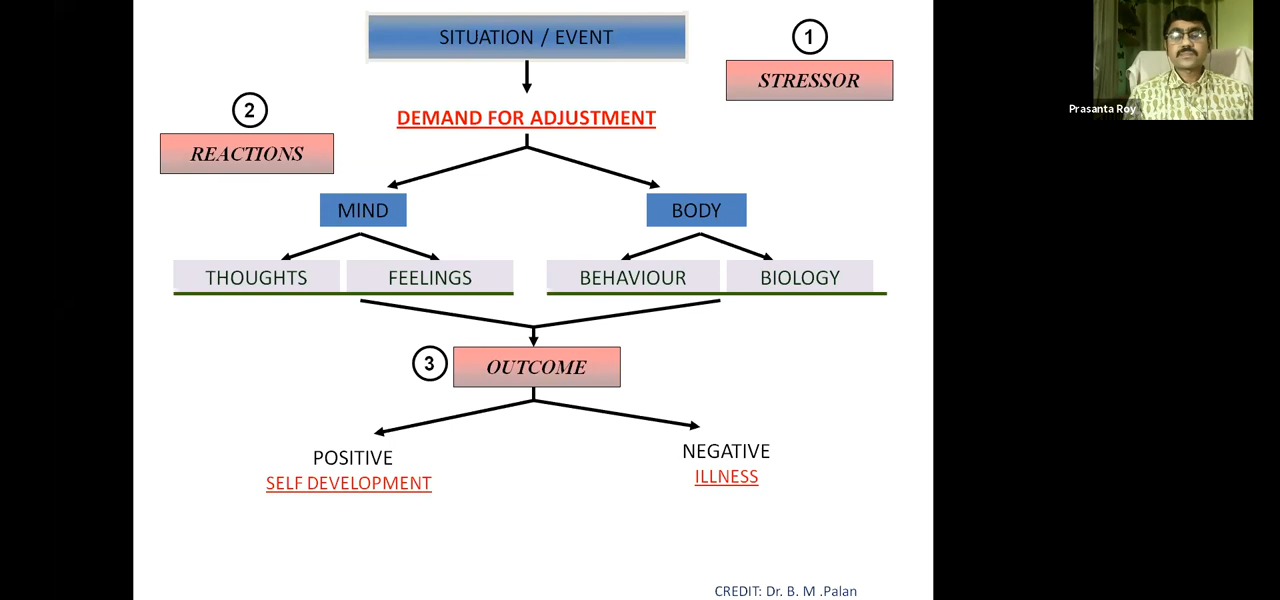 SITUATION / EVENT
1
STRESSOR
Prasanta Roy
2
DEMAND FOR ADJUSTMENT
REACTIONS
MIND
BODY
THOUGHTS
FEELINGS
BEHAVIOUR
BIOLOGY
3
OUTCOME
POSITIVE
SELF DEVELOPMENT
NEGATIVE
ILLNESS
CREDIT: Dr. B. M .Palan